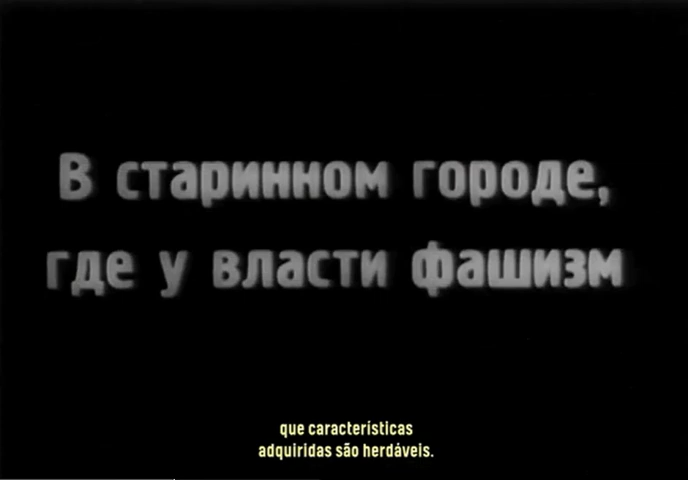 В старинном городе,
где у власти фашизм
que características
adquiridas são herdáveis.